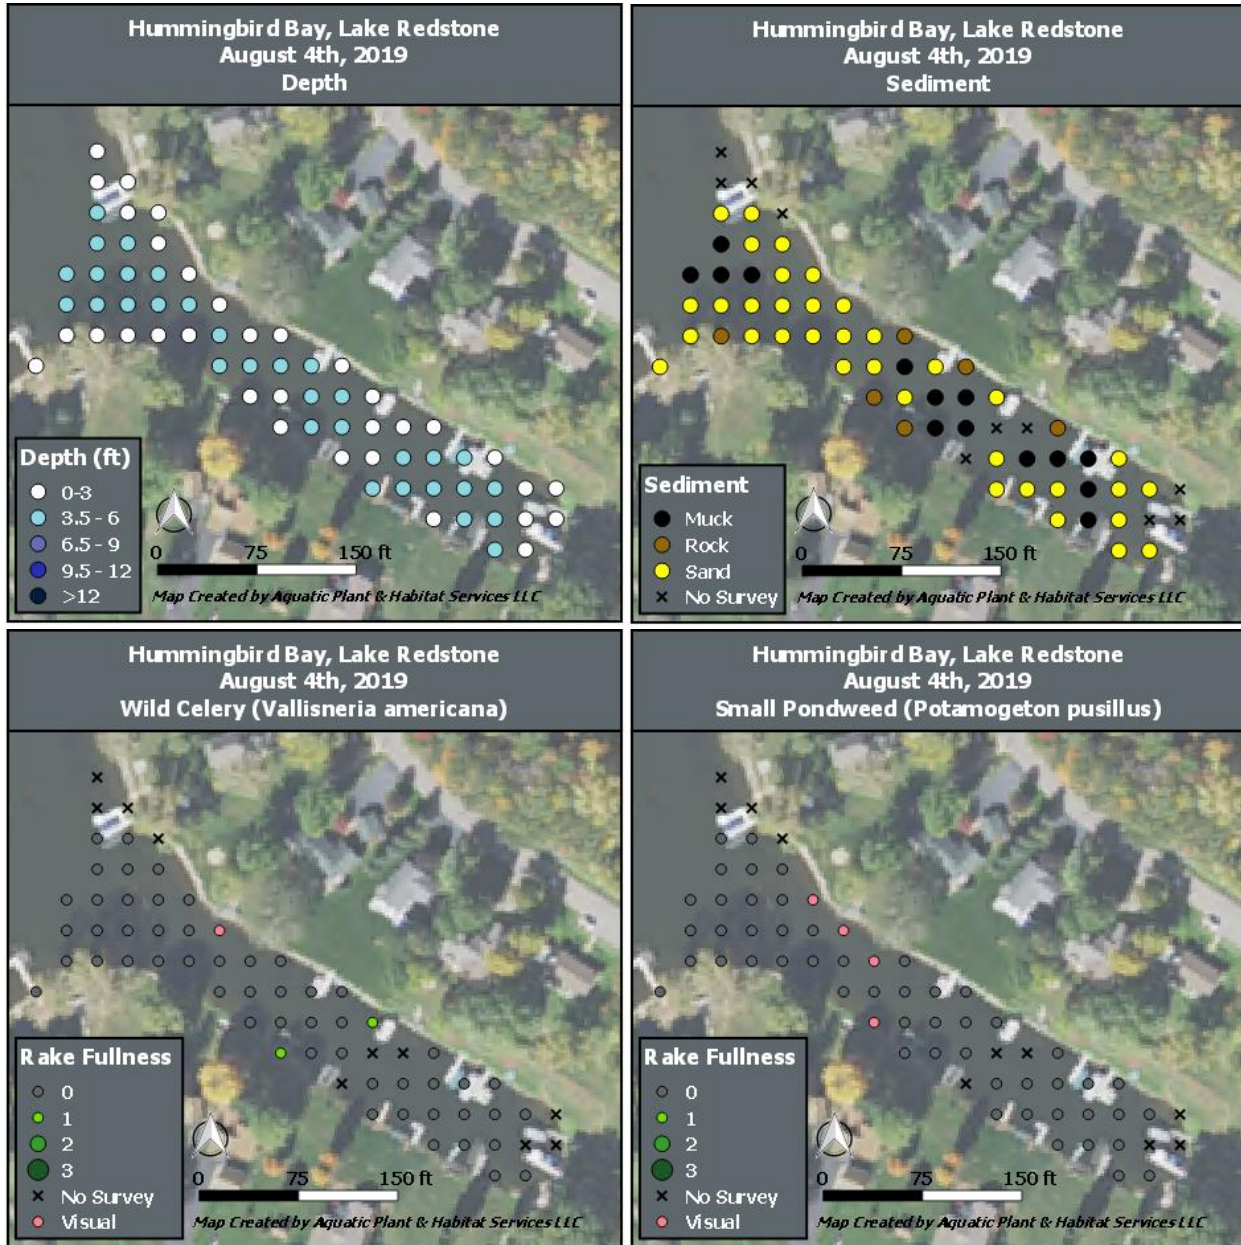 Hummingbird Bay, Lake Redstone
August 4th, 2019
Depth
Depth (ft)
0-3
3.5 - 6
6.5 - 9
9.5 - 12
>12
0 75 150 ft
Map Created by Aquatic Plant & Habitat Services LLC
Hummingbird Bay, Lake Redstone
August 4th, 2019
Sediment
Sediment
Muck
Rock
Sand
No Survey
0 75 150 ft
Map Created by Aquatic Plant & Habitat Services LLC
Hummingbird Bay, Lake Redstone
August 4th, 2019
Wild Celery (Vallisneria americana)
Rake Fullness
0
1
2
3
No Survey
Visual
0 75 150 ft
Map Created by Aquatic Plant & Habitat Services LLC
Hummingbird Bay, Lake Redstone
August 4th, 2019
Small Pondweed (Potamogeton pusillus)
Rake Fullness
0
1
2
3
No Survey
Visual
0 75 150 ft
Map Created by Aquatic Plant & Habitat Services LLC